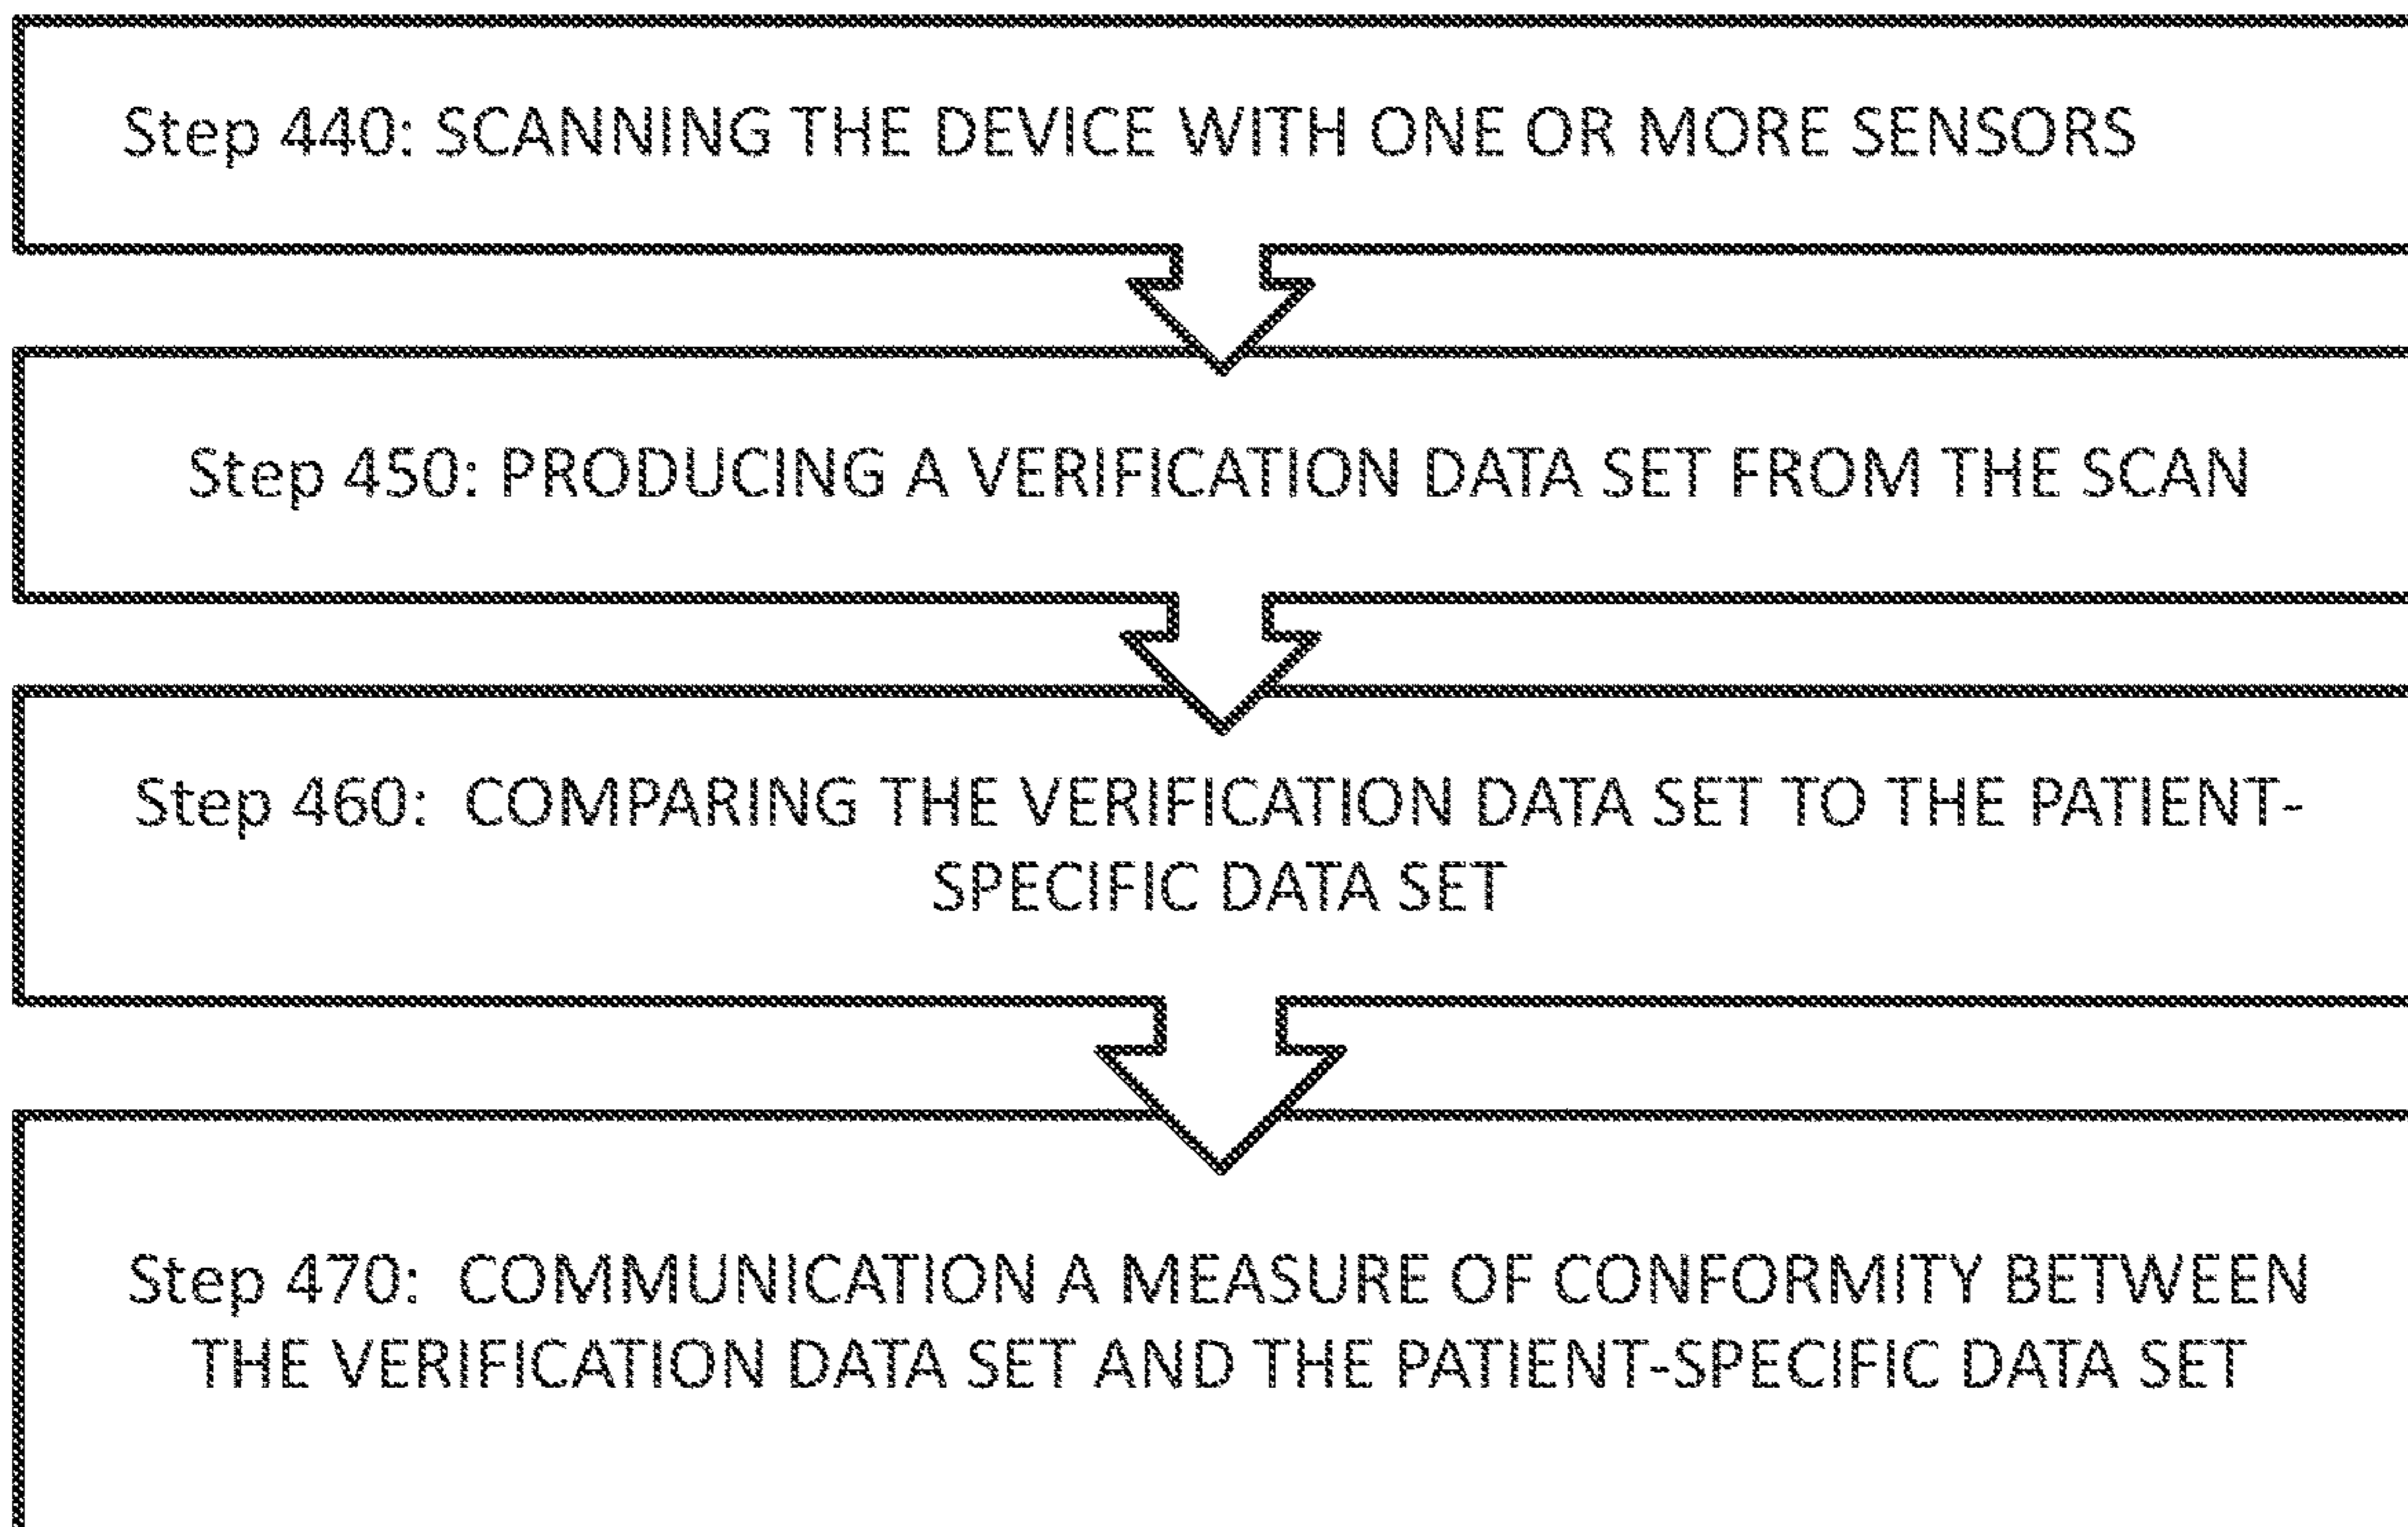 Step 440: SCANNING THE DEVICE WITH ONE OR MORE SENSORS
Step 450: PRODUCING A VERIFICATION DATA SET FROM THE SCAN
Step 460: COMPARING THE VERIFICATION DATA SET TO THE PATIENT-
SPECIFIC DATA SET
Step 470: COMMUNICATION A MEASURE OF CONFORMITY BETWEEN
THE VERIFICATION DATA SET AND THE PATIENT-SPECIFIC DATA SET